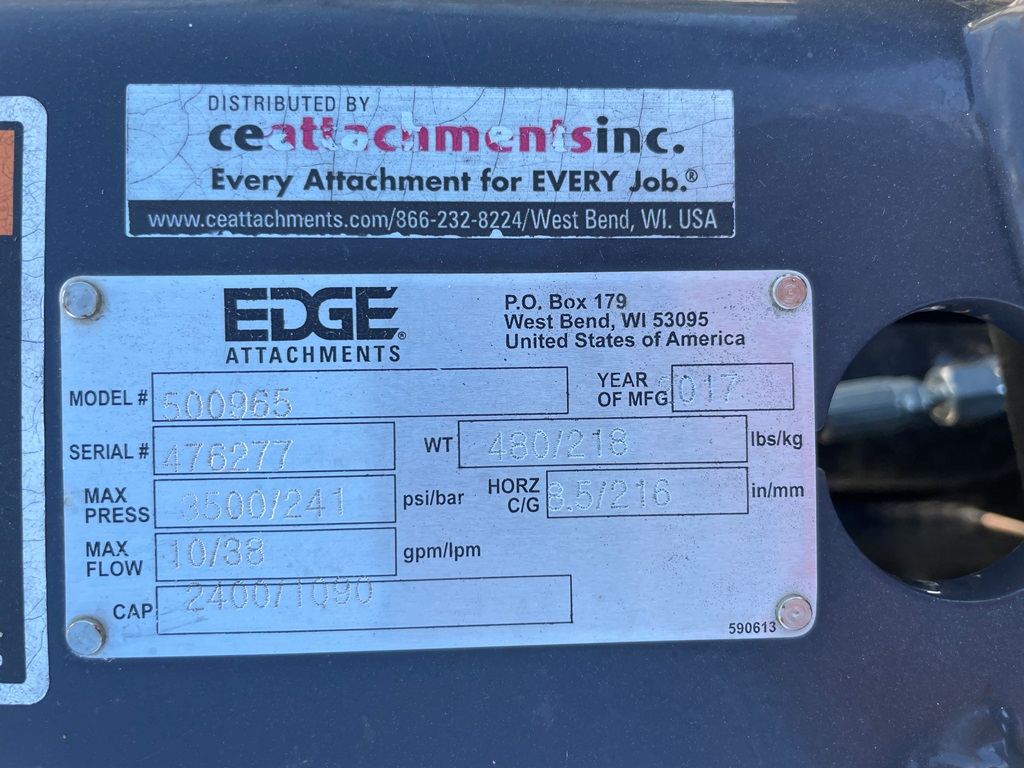 DISTRIBUTED BY
ceattachmentsinc.
Every Attachment for EVERY Job.®
www.ceattachments.com/866-232-8224/West Bend, WI. USA
EDGE®
ATTACHMENTS
P.O. Box 179
West Bend, WI 53095
United States of America
MODEL # 500965
YEAR OF MFG 2017
SERIAL # 476277
WT 480/218 lbs/kg
MAX PRESS 3500/241 psi/bar
HORZ C/G 8.5/216 in/mm
MAX FLOW 10/38 gpm/lpm
CAP 2400/1090
590613